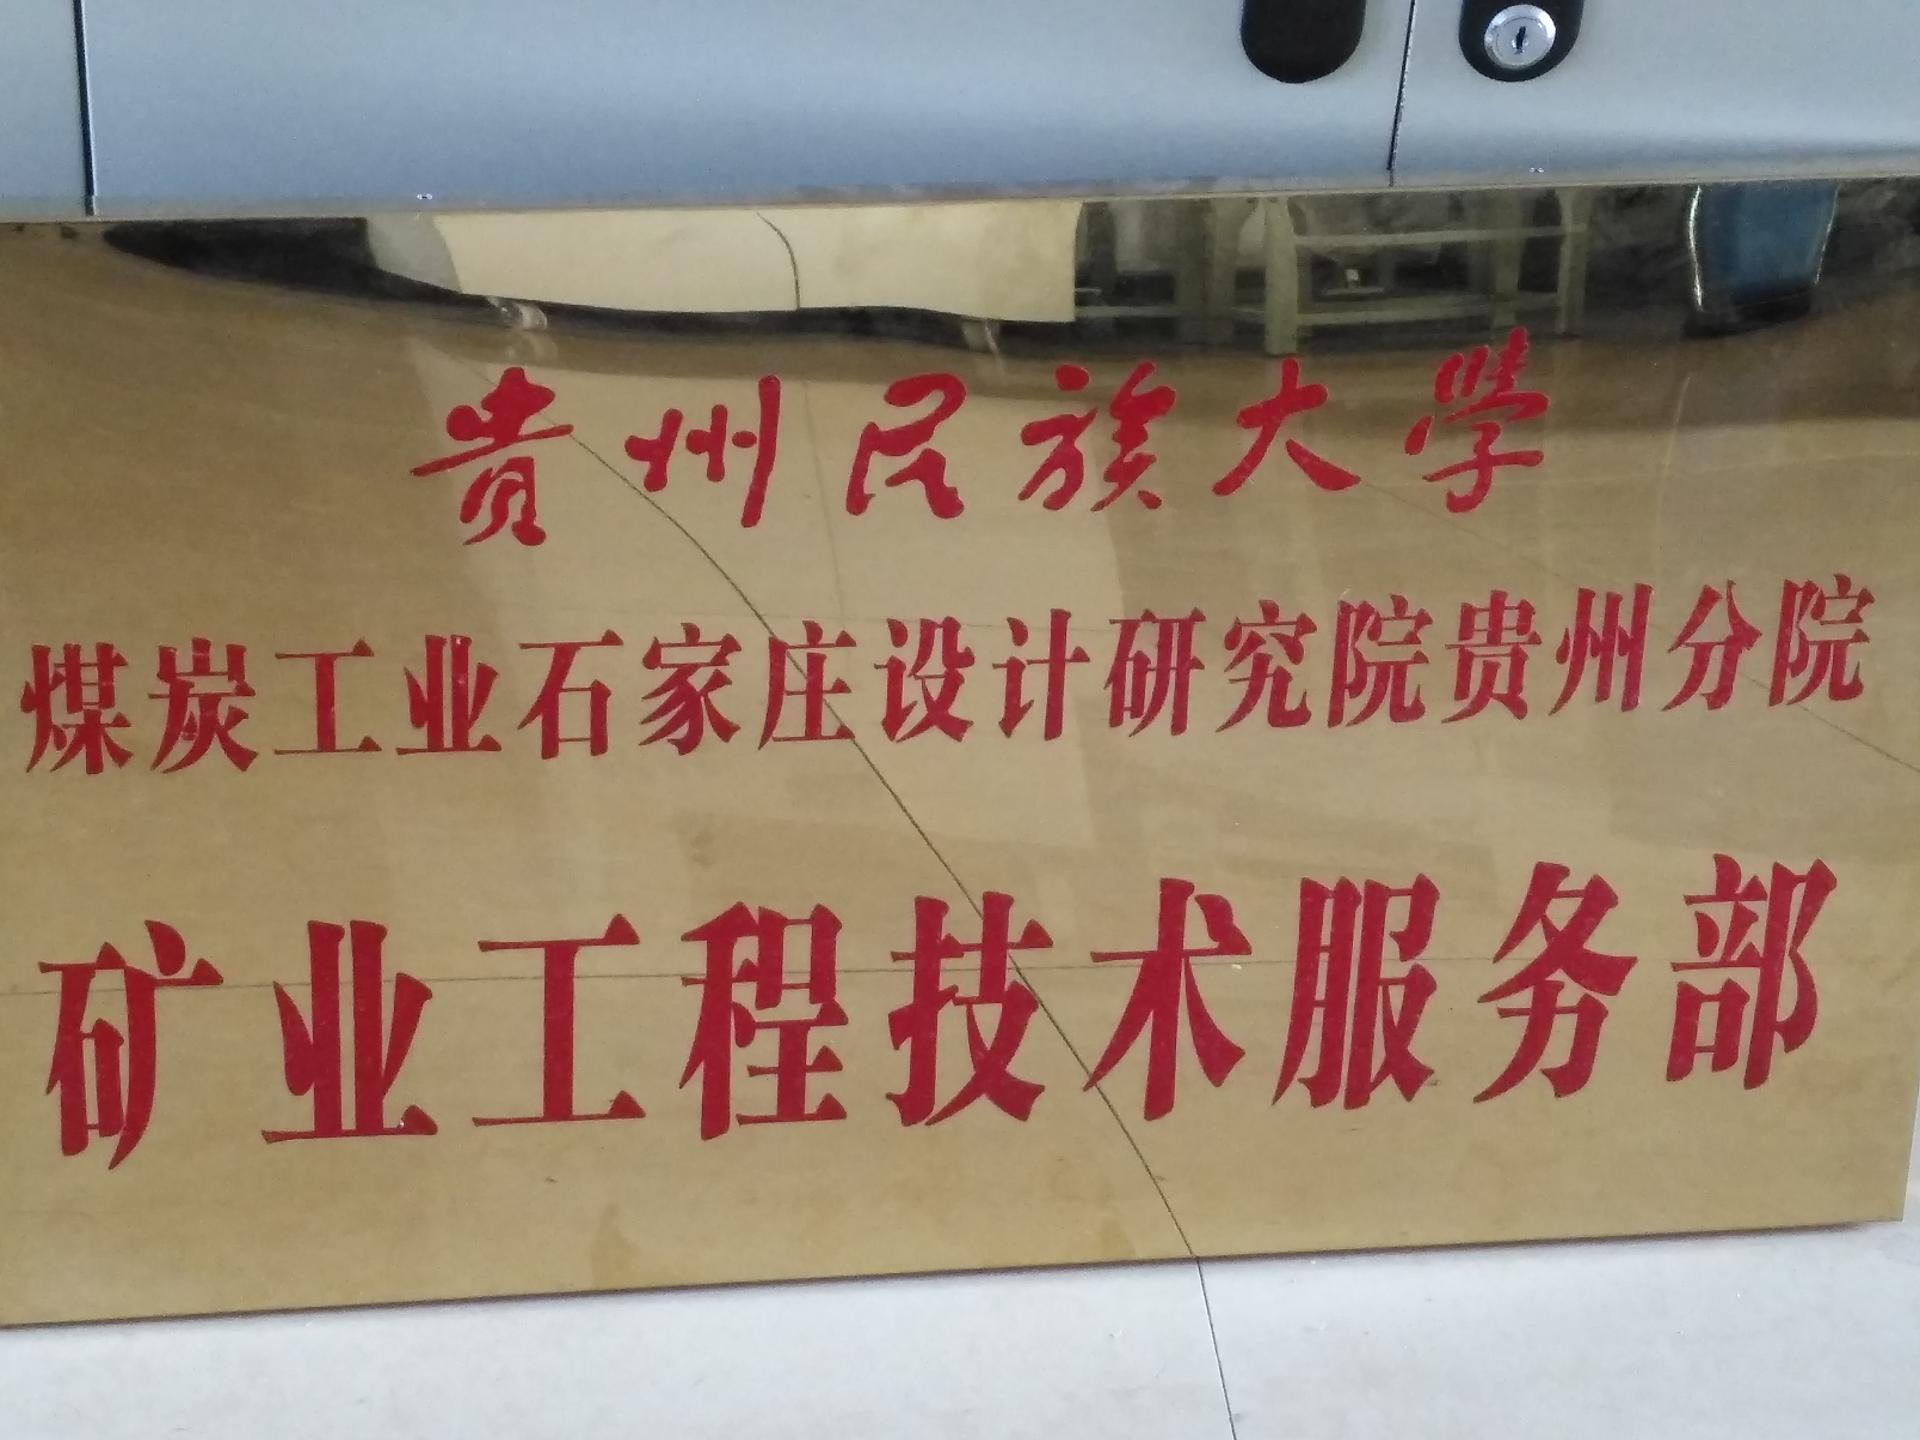 贵州民族大学
煤炭工业石家庄设计研究院贵州分院
矿业工程技术服务部